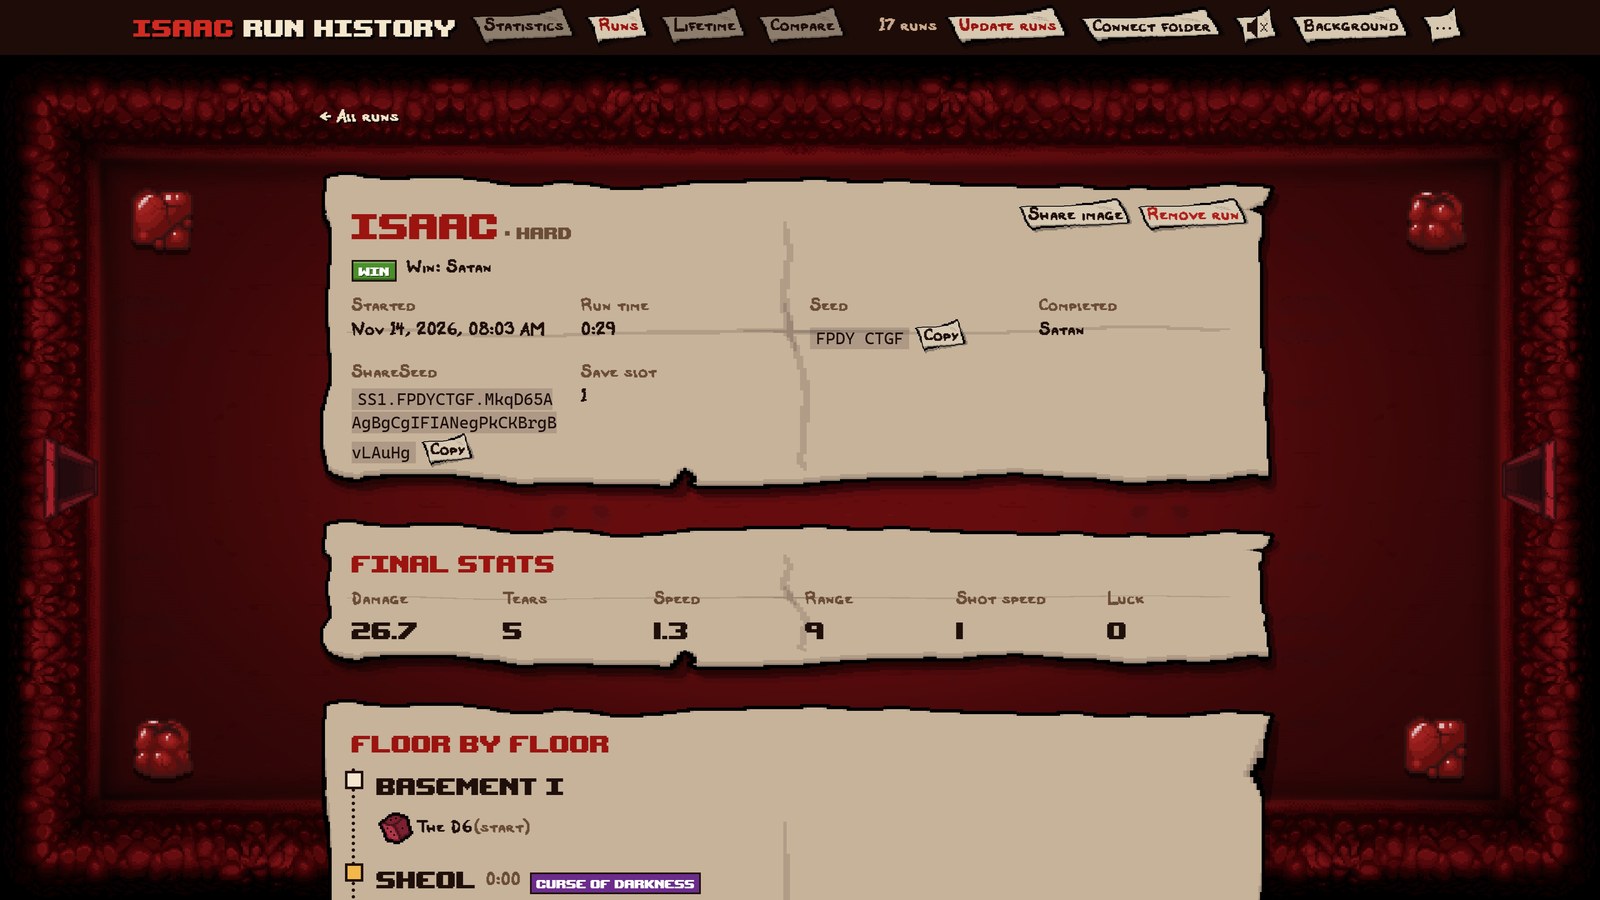 ISAAC RUN HISTORY
Statistics
Runs
Lifetime
Compare
17 runs
Update runs
Connect folder
x
Background
...
← All runs
ISAAC · HARD
Share image
Remove run
WIN Win: Satan
Started
Run time
Seed
Completed
Nov 14, 2026, 08:03 AM
0:29
FPDY CTGF
Copy
Satan
ShareSeed
Save slot
SS1.FPDYCTGF.MkqD65A
AgBgCgIFIANegPkCKBrgB
vLAuHg
Copy
1
FINAL STATS
Damage
Tears
Speed
Range
Shot speed
Luck
26.7
5
1.3
9
1
0
FLOOR BY FLOOR
BASEMENT I
The D6 (start)
SHEOL 0:00 CURSE OF DARKNESS